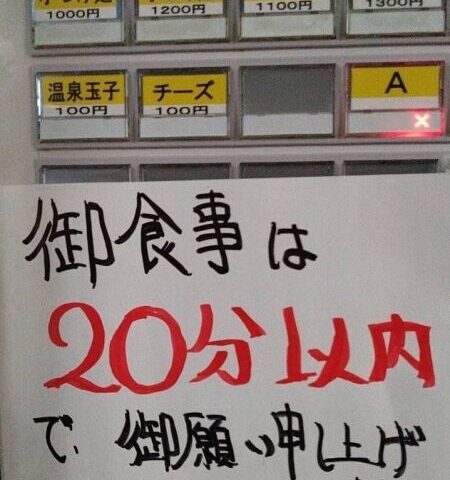 1000円 1200円 1100円 1300円
温泉玉子 チーズ A
100円 100円 ×
御食事は
20分以内
で御願い申上げ